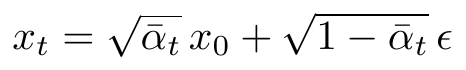 $x_t = \sqrt{\bar{\alpha}_t}\, x_0 + \sqrt{1 - \bar{\alpha}_t}\, \epsilon$